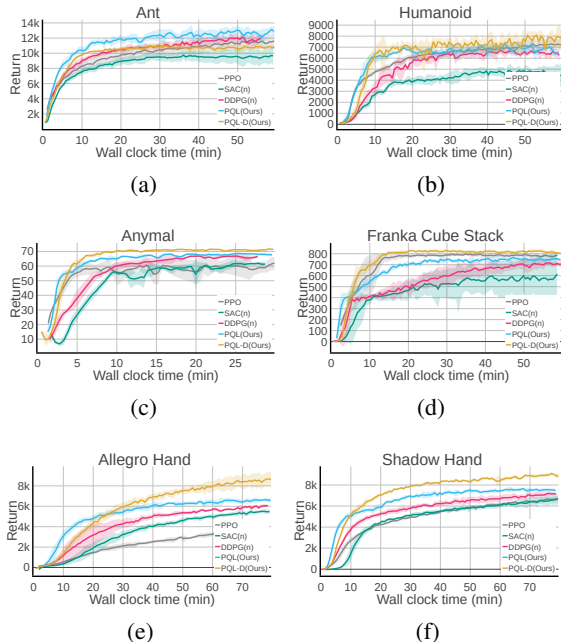 Ant
Return
14k
12k
10k
8k
6k
4k
2k
0 10 20 30 40 50
Wall clock time (min)
PPO
SAC(n)
DDPG(n)
PQL(Ours)
PQL-D(Ours)
(a)
Humanoid
Return
9000
8000
7000
6000
5000
4000
3000
2000
1000
0
0 10 20 30 40 50
Wall clock time (min)
PPO
SAC(n)
DDPG(n)
PQL(Ours)
PQL-D(Ours)
(b)
Anymal
Return
70
60
50
40
30
20
10
0 5 10 15 20 25
Wall clock time (min)
PPO
SAC(n)
DDPG(n)
PQL(Ours)
PQL-D(Ours)
(c)
Franka Cube Stack
Return
800
700
600
500
400
300
200
100
0
0 10 20 30 40 50
Wall clock time (min)
PPO
SAC(n)
DDPG(n)
PQL(Ours)
PQL-D(Ours)
(d)
Allegro Hand
Return
8k
6k
4k
2k
0
0 10 20 30 40 50 60 70
Wall clock time (min)
PPO
SAC(n)
DDPG(n)
PQL(Ours)
PQL-D(Ours)
(e)
Shadow Hand
Return
8k
6k
4k
2k
0
0 10 20 30 40 50 60 70
Wall clock time (min)
PPO
SAC(n)
DDPG(n)
PQL(Ours)
PQL-D(Ours)
(f)